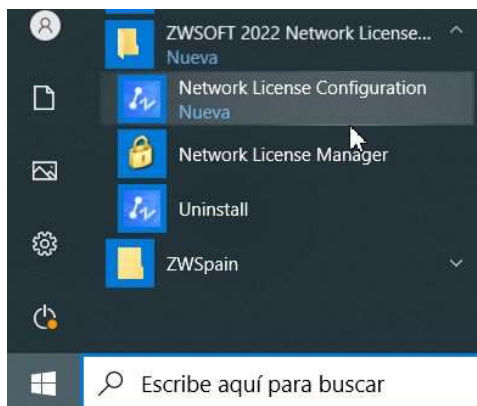 ZWSOFT 2022 Network License...
Nueva
Network License Configuration
Nueva
Network License Manager
Uninstall
ZWSpain
Escribe aquí para buscar